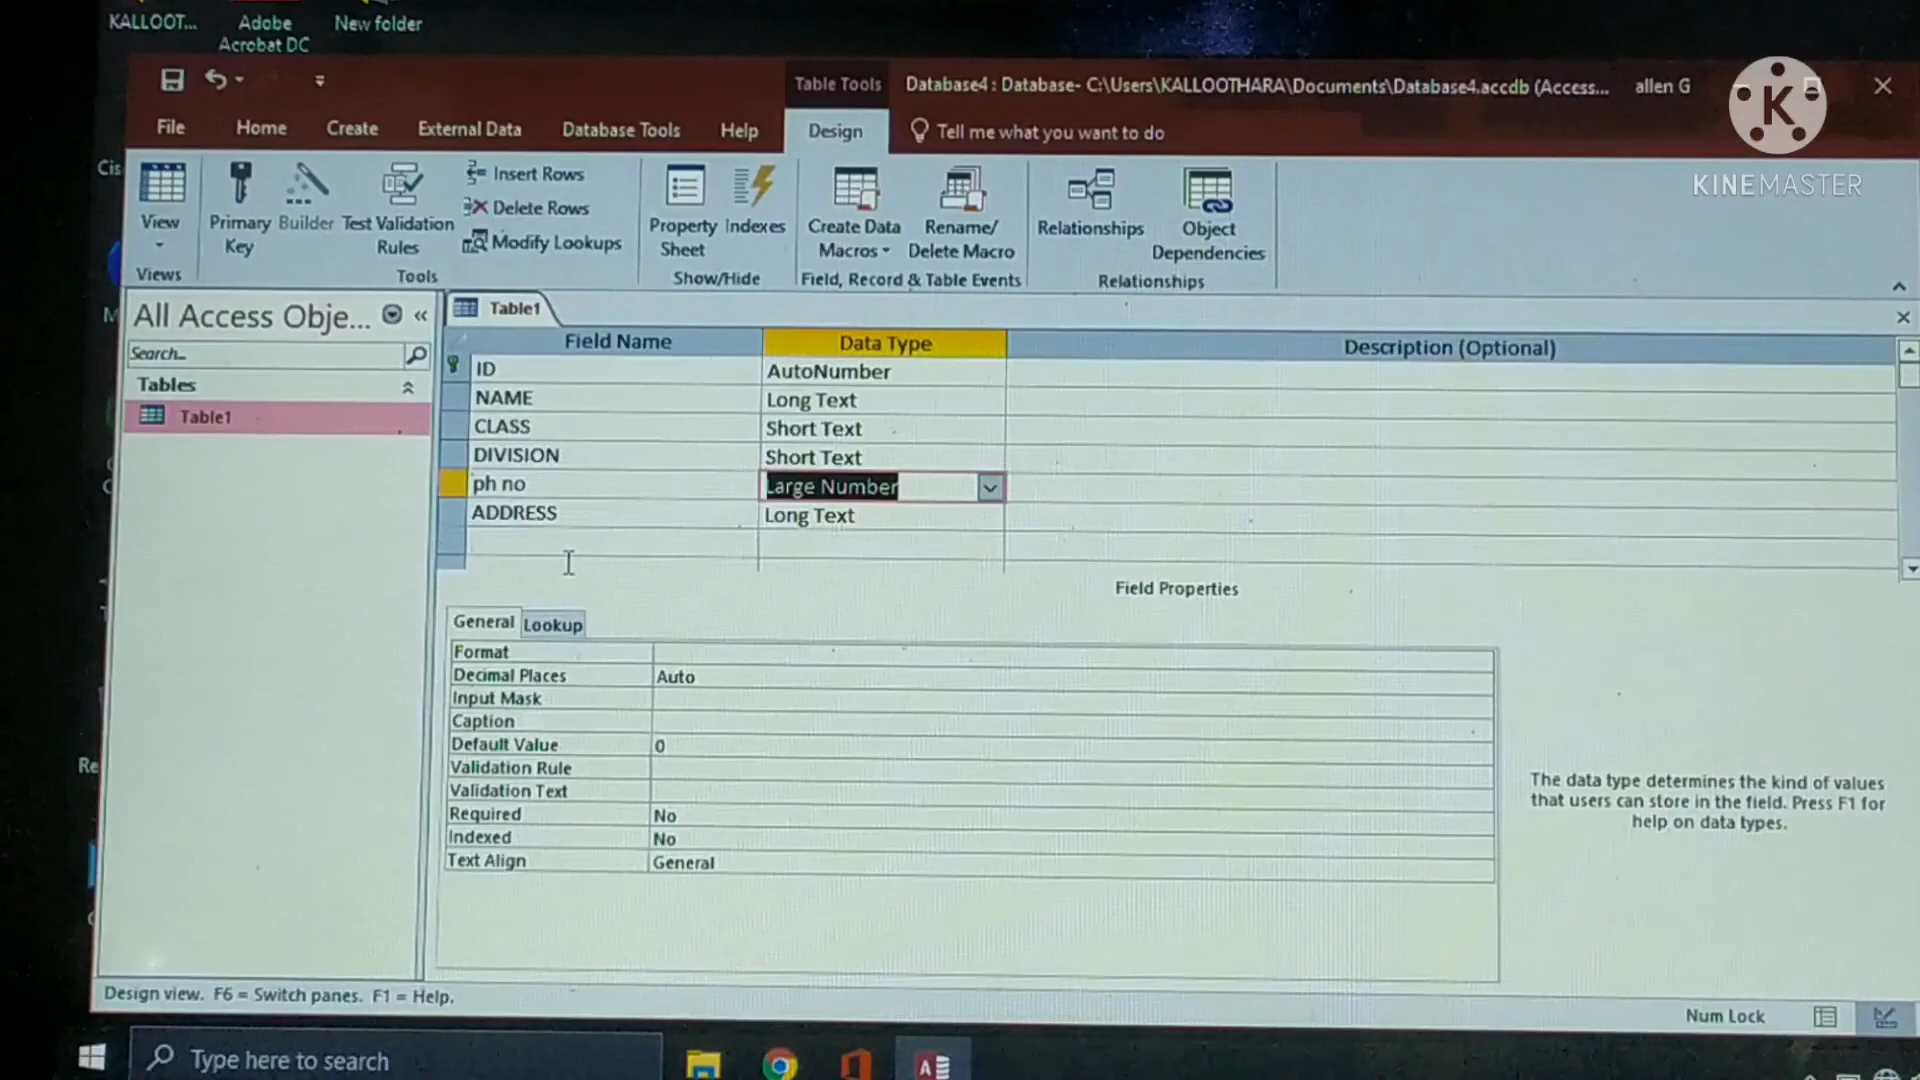 KALLOOT...
Adobe
Acrobat DC
New folder
Table Tools
Database4 : Database- C:\Users\KALLOOTHARA\Documents\Database4.accdb (Access...
allen G
K
KINEMASTER
File
Home
Create
External Data
Database Tools
Help
Design
Tell me what you want to do
Cis
View
Primary
Key
Builder
Test Validation
Rules
Insert Rows
Delete Rows
Modify Lookups
Property
Sheet
Indexes
Create Data
Macros
Rename/
Delete Macro
Relationships
Object
Dependencies
Views
Tools
Show/Hide
Field, Record & Table Events
Relationships
All Access Obje...
Search...
Tables
Table1
Table1
Field Name
Data Type
Description (Optional)
ID
AutoNumber
NAME
Long Text
CLASS
Short Text
DIVISION
Short Text
ph no
Large Number
ADDRESS
Long Text
Field Properties
General
Lookup
Format
Decimal Places
Auto
Input Mask
Caption
Default Value
0
Validation Rule
Validation Text
Required
No
Indexed
No
Text Align
General
The data type determines the kind of values
that users can store in the field. Press F1 for
help on data types.
Re
Design view. F6 = Switch panes. F1 = Help.
Num Lock
Type here to search